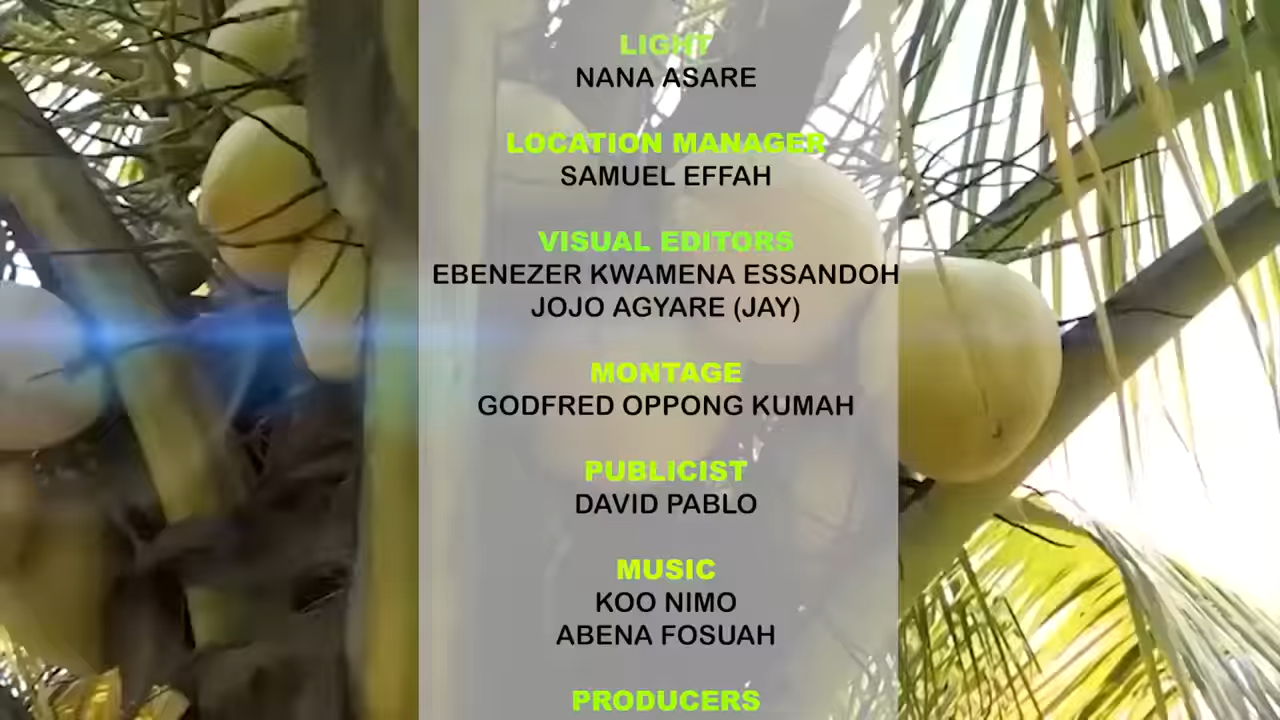 LIGHT
NANA ASARE
LOCATION MANAGER
SAMUEL EFFAH
VISUAL EDITORS
EBENEZER KWAMENA ESSANDOH
JOJO AGYARE (JAY)
MONTAGE
GODFRED OPPONG KUMAH
PUBLICIST
DAVID PABLO
MUSIC
KOO NIMO
ABENA FOSUAH
PRODUCERS